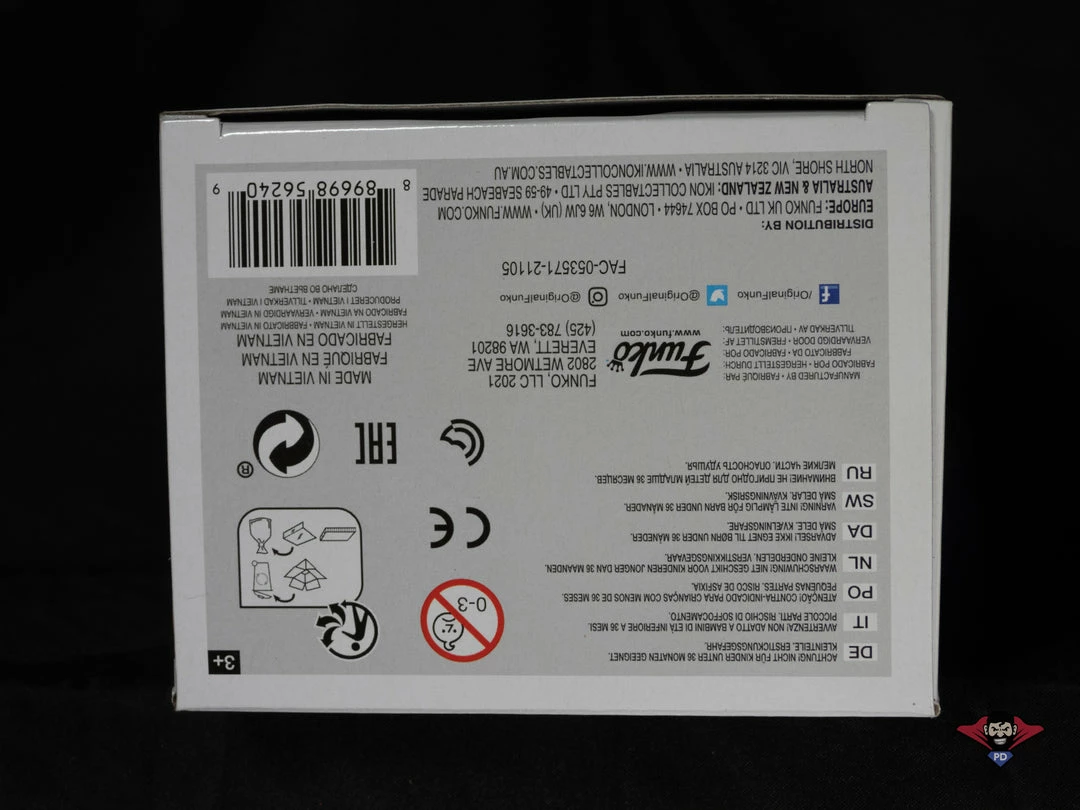 3+
0-3
DE
ACHTUNG! NICHT FÜR KINDER UNTER 36 MONATEN GEEIGNET.
KLEINTEILE. ERSTICKUNGSGEFAHR.
IT
AVVERTENZA! NON ADATTO A BAMBINI DI ETÀ INFERIORE A 36 MESI.
PICCOLE PARTI. RISCHIO DI SOFFOCAMENTO.
PO
ATENÇÃO! CONTRA-INDICADO PARA CRIANÇAS COM MENOS DE 36 MESES.
PEQUENAS PARTES. RISCO DE ASFIXIA.
NL
WAARSCHUWING! NIET GESCHIKT VOOR KINDEREN JONGER DAN 36 MAANDEN.
KLEINE ONDERDELEN. VERSTIKKINGSGEVAAR.
DA
ADVARSEL! IKKE EGNET TIL BØRN UNDER 36 MÅNEDER.
SMÅ DELE. KVÆLNINGSFARE.
SW
VARNING! INTE LÄMPLIG FÖR BARN UNDER 36 MÅNADER.
SMÅ DELAR. KVÄVNINGSRISK.
RU
ВНИМАНИЕ! НЕ ПРИГОДНО ДЛЯ ДЕТЕЙ МЛАДШЕ 36 МЕСЯЦЕВ.
МЕЛКИЕ ЧАСТИ. ОПАСНОСТЬ УДУШЬЯ.
CE
EAC
®
MANUFACTURED BY • FABRIQUÉ PAR:
FABRICADO POR • HERGESTELLT DURCH:
FABBRICATO DA • FABRICADO POR:
VERVAARDIGD DOOR • FREMSTILLET AF:
TILLVERKAD AV • ПРОИЗВОДИТЕЛЬ:
Funko
www.funko.com
FUNKO, LLC 2021
2802 WETMORE AVE
EVERETT, WA 98201
(425) 783-3616
MADE IN VIETNAM
FABRIQUÉ EN VIETNAM
FABRICADO EN VIETNAM
HERGESTELLT IN VIETNAM • FABBRICATO IN VIETNAM
FABRICADO NA VIETNAM • VERVAARDIGD IN VIETNAM
PRODUCERET I VIETNAM • TILLVERKAD I VIETNAM
СДЕЛАНО ВО ВЬЕТНАМЕ
/OriginalFunko @OriginalFunko @OriginalFunko
FAC-053571-21105
DISTRIBUTION BY:
EUROPE: FUNKO UK LTD • PO BOX 74644 • LONDON, W6 6JW (UK) • WWW.FUNKO.COM
AUSTRALIA & NEW ZEALAND: IKON COLLECTABLES PTY LTD • 49-59 SEABEACH PARADE
NORTH SHORE, VIC 3214 AUSTRALIA • WWW.IKONCOLLECTABLES.COM.AU
8 89698 56240 9
PD